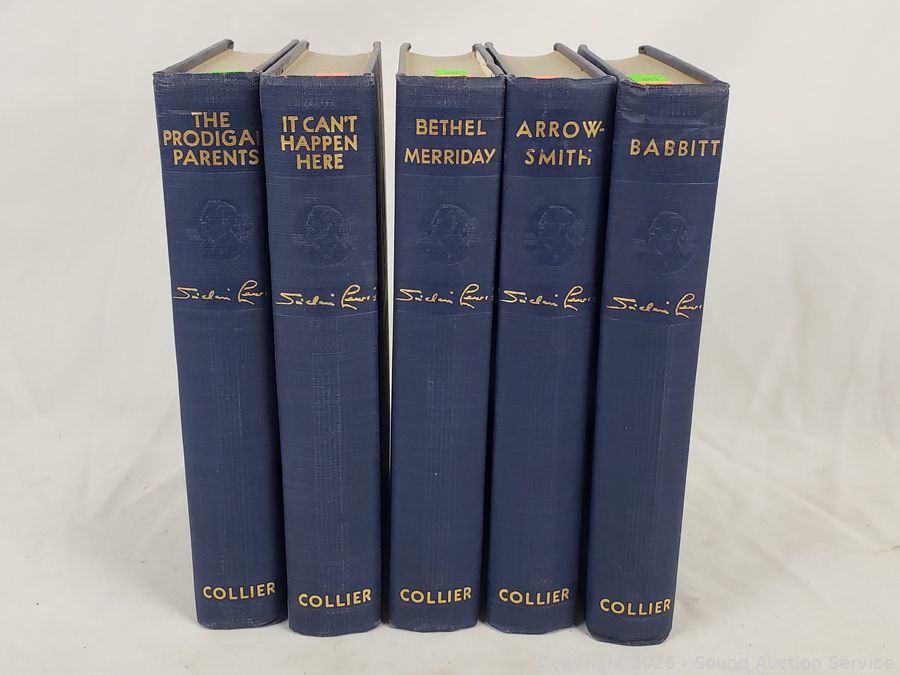 THE
PRODIGAL
PARENTS
Sinclair Lewis
COLLIER
IT CAN'T
HAPPEN
HERE
Sinclair Lewis
COLLIER
BETHEL
MERRIDAY
Sinclair Lewis
COLLIER
ARROW-
SMITH
Sinclair Lewis
COLLIER
BABBITT
Sinclair Lewis
COLLIER
Copyright 2026 - Sound Auction Service